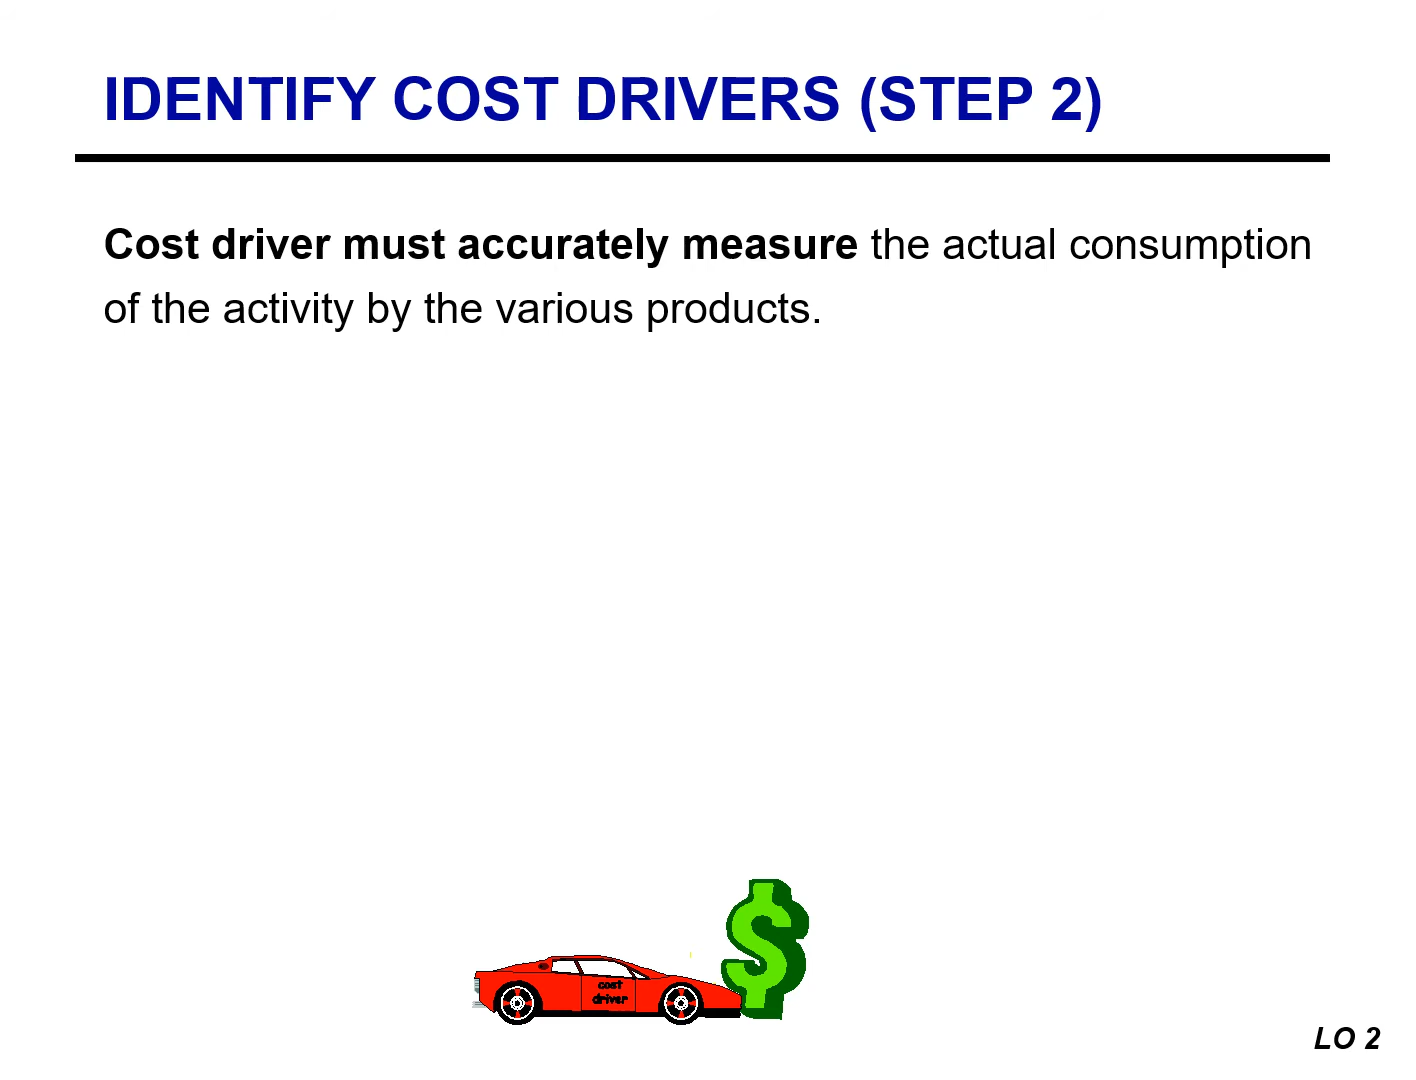 IDENTIFY COST DRIVERS (STEP 2)
Cost driver must accurately measure the actual consumption
of the activity by the various products.
$
cost
driver
LO 2